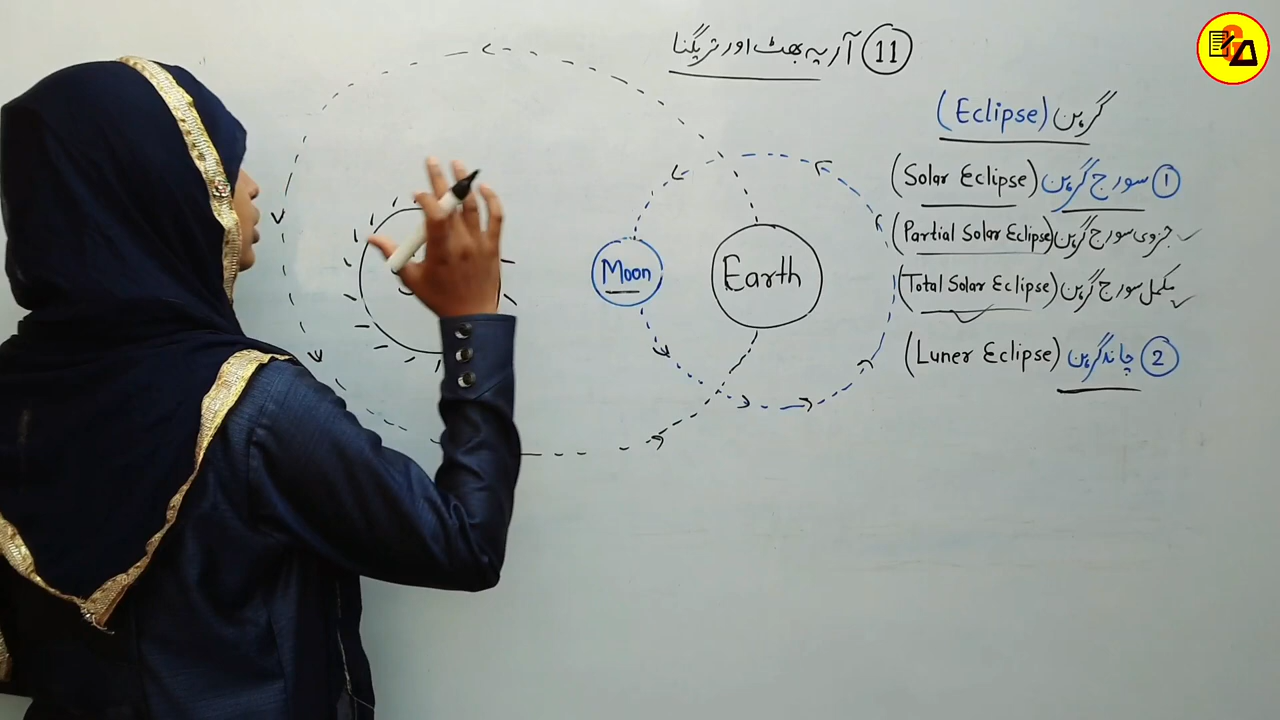 11 آریہ بھٹ اور تریگنا
گرہن (Eclipse)
1 سورج گرہن (Solar Eclipse)
جزوی سورج گرہن (Partial Solar Eclipse)
مکمل سورج گرہن (Total Solar Eclipse)
2 چاند گرہن (Luner Eclipse)
Moon
Earth